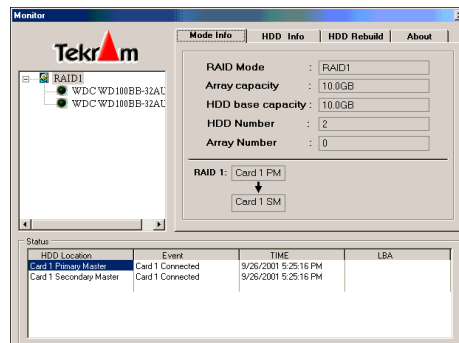 Monitor
Tekram
RAID1
WDC WD100BB-32AU
WDC WD100BB-32AU
Mode Info HDD Info HDD Rebuild About
RAID Mode : RAID1
Array capacity : 10.0GB
HDD base capacity : 10.0GB
HDD Number : 2
Array Number : 0
RAID 1: Card 1 PM
Card 1 SM
Status
HDD Location Event TIME LBA
Card 1 Primary Master Card 1 Connected 9/26/2001 5:25:16 PM
Card 1 Secondary Master Card 1 Connected 9/26/2001 5:25:16 PM